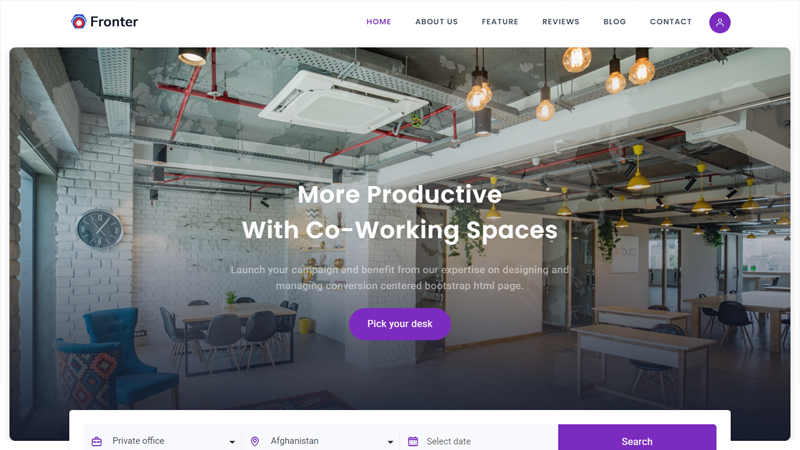 Fronter
HOME
ABOUT US
FEATURE
REVIEWS
BLOG
CONTACT
More Productive
With Co-Working Spaces
Launch your campaign and benefit from our expertise on designing and
managing conversion centered bootstrap html page.
Pick your desk
Private office
Afghanistan
Select date
Search